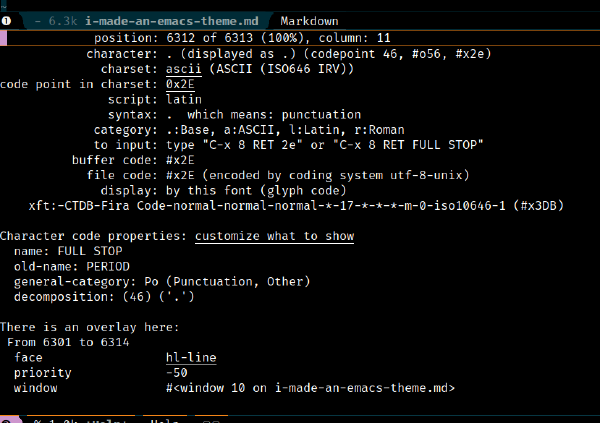 ❶ - 6.3k i-made-an-emacs-theme.md Markdown
position: 6312 of 6313 (100%), column: 11
character: . (displayed as .) (codepoint 46, #o56, #x2e)
charset: ascii (ASCII (ISO646 IRV))
code point in charset: 0x2E
script: latin
syntax: .  which means: punctuation
category: .:Base, a:ASCII, l:Latin, r:Roman
to input: type "C-x 8 RET 2e" or "C-x 8 RET FULL STOP"
buffer code: #x2E
file code: #x2E (encoded by coding system utf-8-unix)
display: by this font (glyph code)
xft:-CTDB-Fira Code-normal-normal-normal-*-17-*-*-*-m-0-iso10646-1 (#x3DB)
Character code properties: customize what to show
name: FULL STOP
old-name: PERIOD
general-category: Po (Punctuation, Other)
decomposition: (46) ('.')
There is an overlay here:
From 6301 to 6314
face hl-line
priority -50
window #<window 10 on i-made-an-emacs-theme.md>